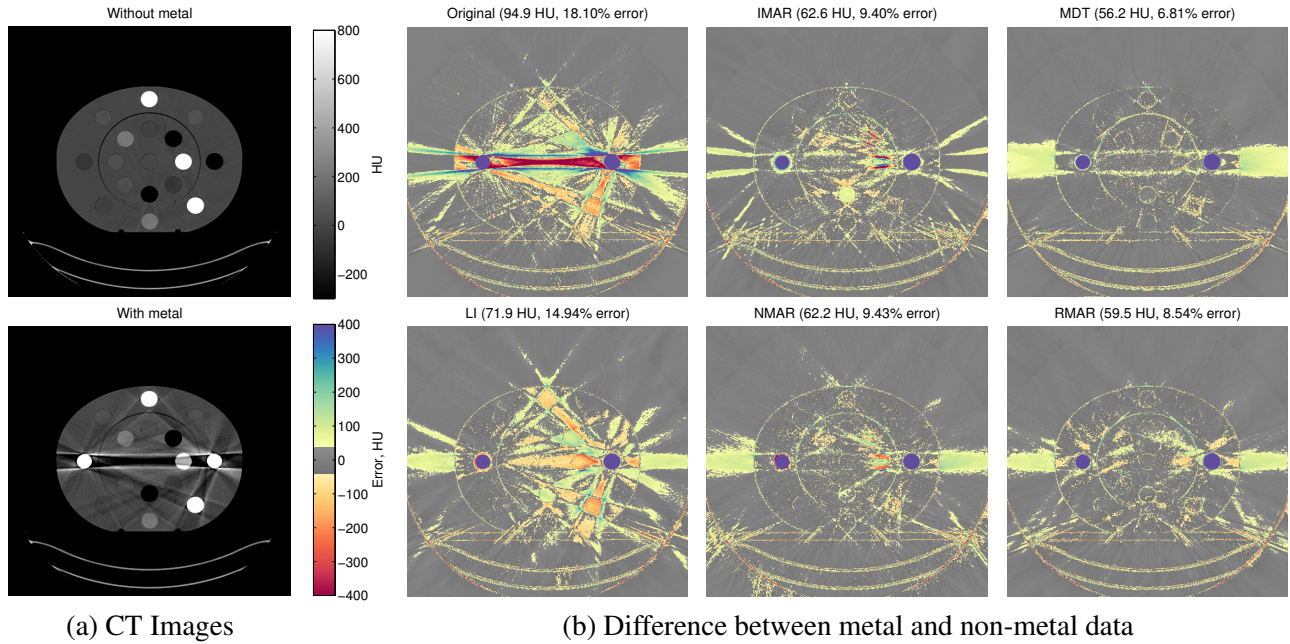 Without metal
800
600
400
200
0
−200
HU
With metal
400
300
200
100
0
−100
−200
−300
−400
Error, HU
(a) CT Images
Original (94.9 HU, 18.10% error)
IMAR (62.6 HU, 9.40% error)
MDT (56.2 HU, 6.81% error)
LI (71.9 HU, 14.94% error)
NMAR (62.2 HU, 9.43% error)
RMAR (59.5 HU, 8.54% error)
(b) Difference between metal and non-metal data